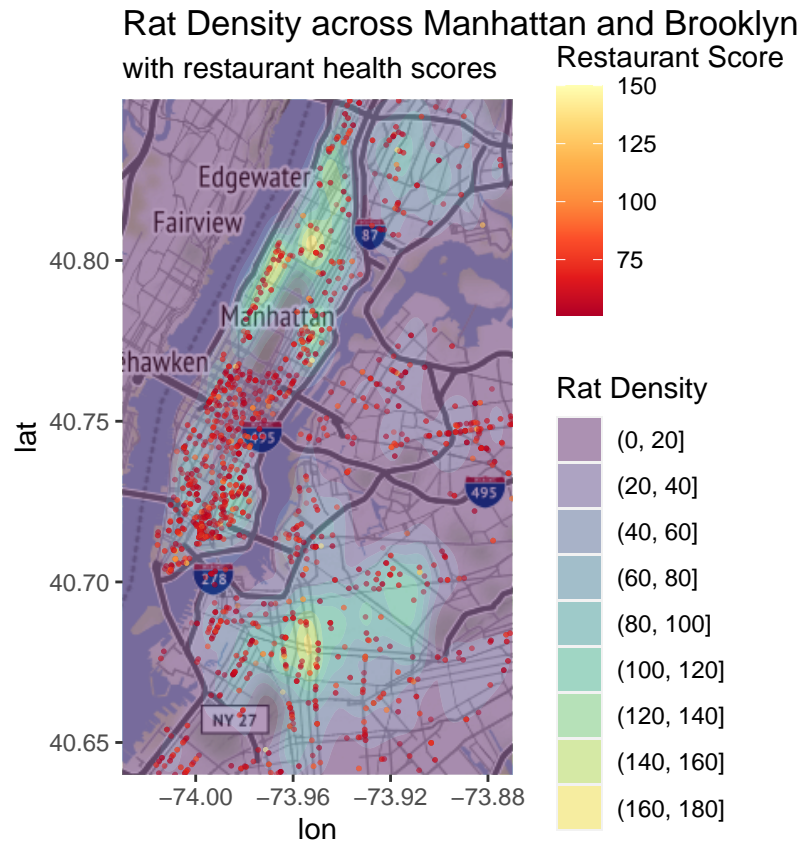 Rat Density across Manhattan and Brooklyn
with restaurant health scores
Restaurant Score
150
125
100
75
Edgewater
Fairview
87
Manhattan
ehawken
495
495
278
NY 27
40.80
40.75
40.70
40.65
lat
−74.00 −73.96 −73.92 −73.88
lon
Rat Density
(0, 20]
(20, 40]
(40, 60]
(60, 80]
(80, 100]
(100, 120]
(120, 140]
(140, 160]
(160, 180]